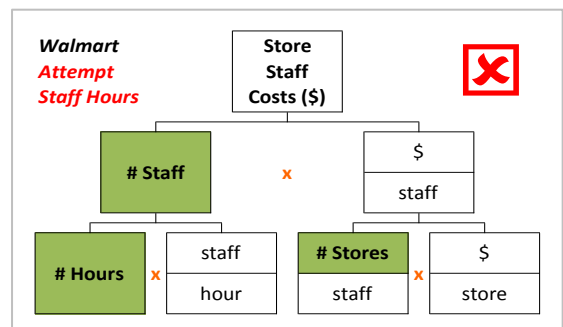 Walmart
Attempt
Staff Hours
Store
Staff
Costs ($)
# Staff
x
$
staff
# Hours
x
staff
hour
# Stores
staff
x
$
store